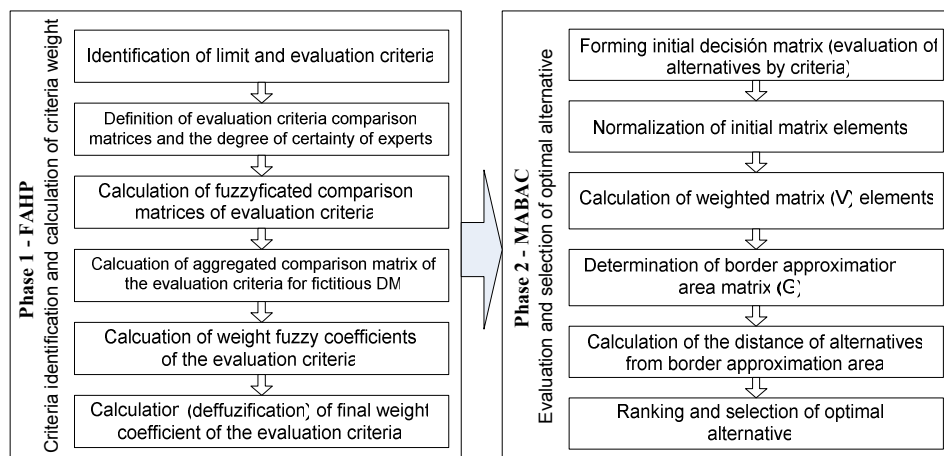 Phase 1 - FAHP
Criteria identification and calculation of criteria weight
Identification of limit and evaluation criteria
Definition of evaluation criteria comparison
matrices and the degree of certainty of experts
Calculation of fuzzyficated comparison
matrices of evaluation criteria
Calcuation of aggregated comparison matrix of
the evaluation criteria for fictitious DM
Calcuation of weight fuzzy coefficients
of the evaluation criteria
Calculation (deffuzification) of final weight
coefficient of the evaluation criteria
Phase 2 - MABAC
Evaluation and selection of optimal alternative
Forming initial decisión matrix (evaluation of
alternatives by criteria)
Normalization of initial matrix elements
Calculation of weighted matrix (V) elements
Determination of border approximation
area matrix (G)
Calculation of the distance of alternatives
from border approximation area
Ranking and selection of optimal
alternative